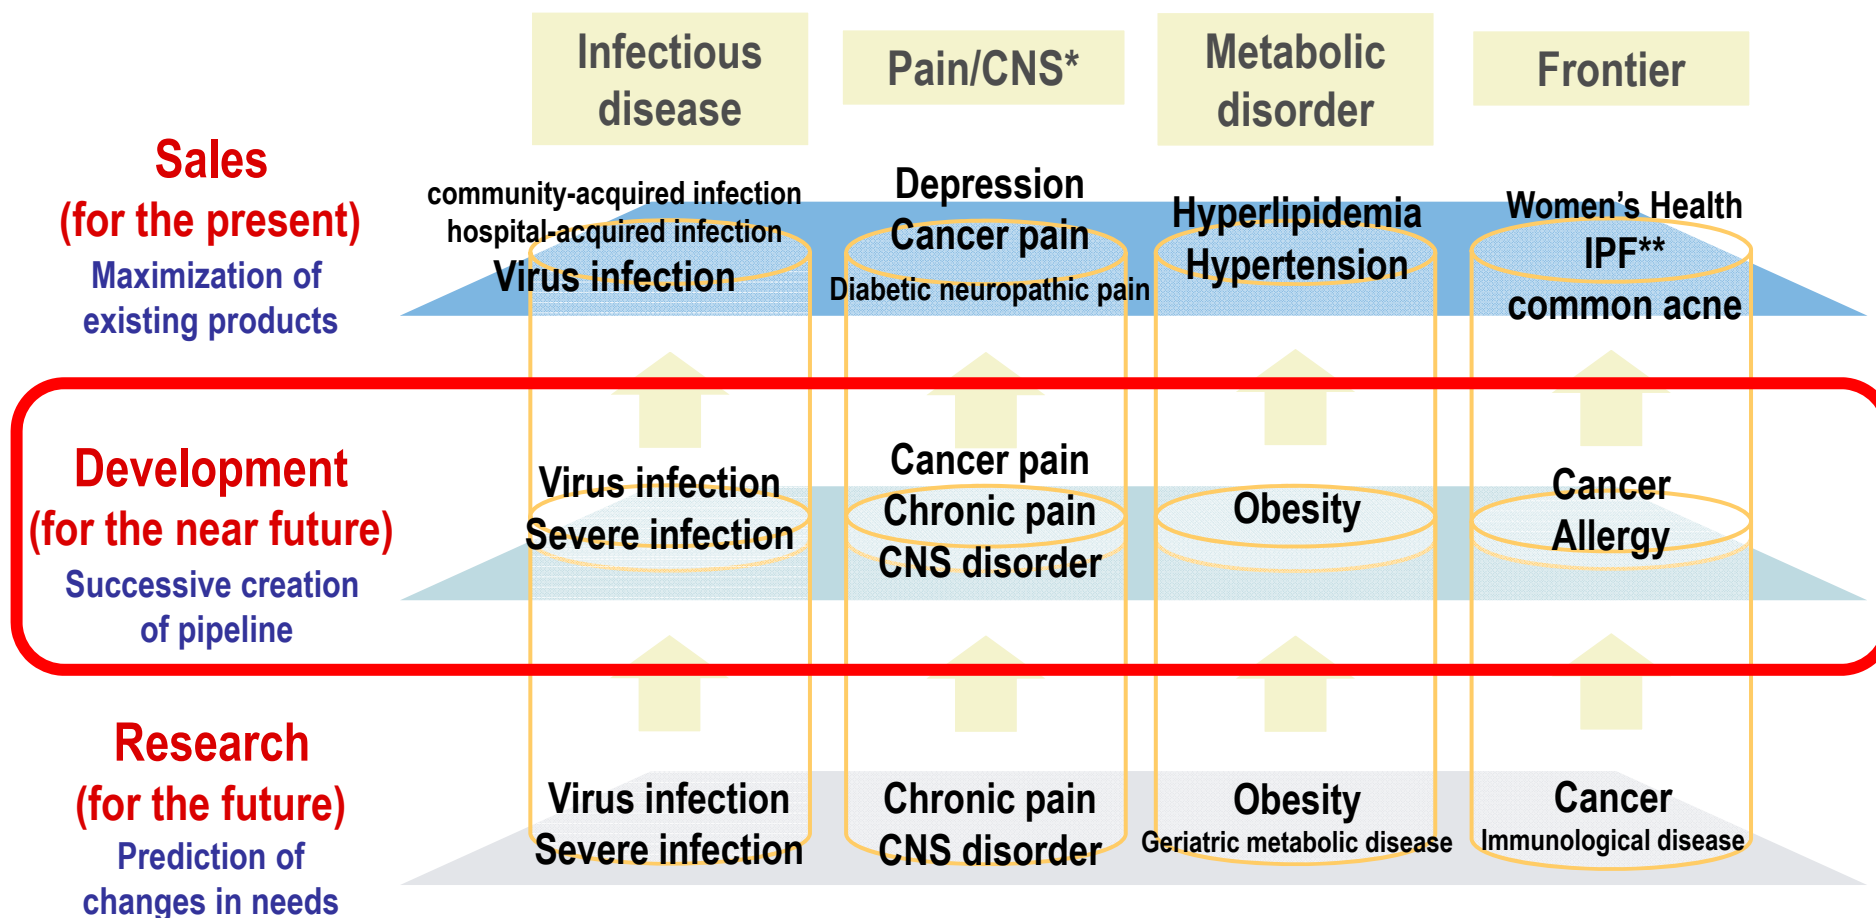 Infectious
disease
Pain/CNS*
Metabolic
disorder
Frontier
Sales
(for the present)
Maximization of
existing products
community-acquired infection
hospital-acquired infection
Virus infection
Depression
Cancer pain
Diabetic neuropathic pain
Hyperlipidemia
Hypertension
Women's Health
IPF**
common acne
Development
(for the near future)
Successive creation
of pipeline
Virus infection
Severe infection
Cancer pain
Chronic pain
CNS disorder
Obesity
Cancer
Allergy
Research
(for the future)
Prediction of
changes in needs
Virus infection
Severe infection
Chronic pain
CNS disorder
Obesity
Geriatric metabolic disease
Cancer
Immunological disease